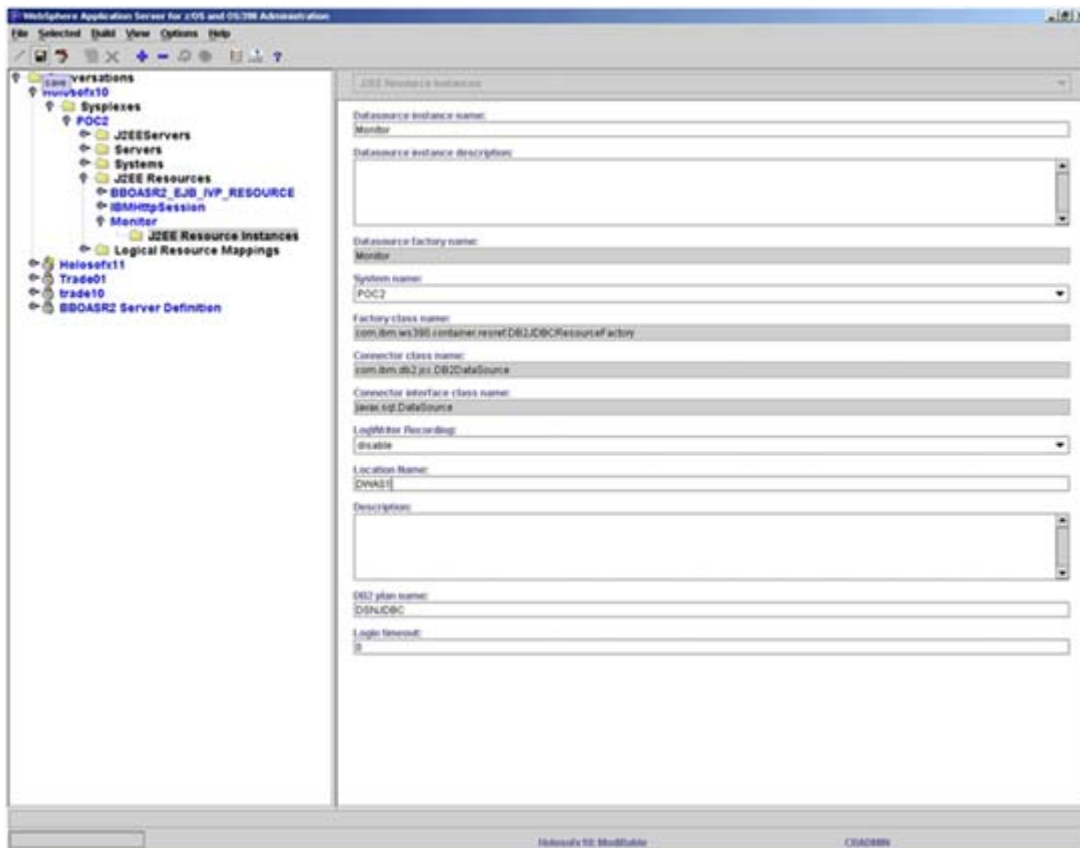 WebSphere Application Server for z/OS and OS/390 Administration
File Selected Build View Options Help
Conversations
save
Holosofx10
Sysplexes
POC2
J2EEServers
Servers
Systems
J2EE Resources
BBOASR2_EJB_IVP_RESOURCE
IBMHttpSession
Monitor
J2EE Resource Instances
Logical Resource Mappings
Holosofx11
Trade01
trade10
BBOASR2 Server Definition
J2EE Resource Instances
Datasource instance name:
Monitor
Datasource instance description:
Datasource factory name:
Monitor
System name:
POC2
Factory class name:
com.ibm.ws390.container.resref.DB2JDBCResourceFactory
Connector class name:
com.ibm.db2.jcc.DB2DataSource
Connector interface class name:
javax.sql.DataSource
LogWriter Recording:
disable
Location Name:
DWAS1
Description:
DB2 plan name:
DSNJDBC
Login timeout:
0
Holosofx10: Modifiable
CBADMIN